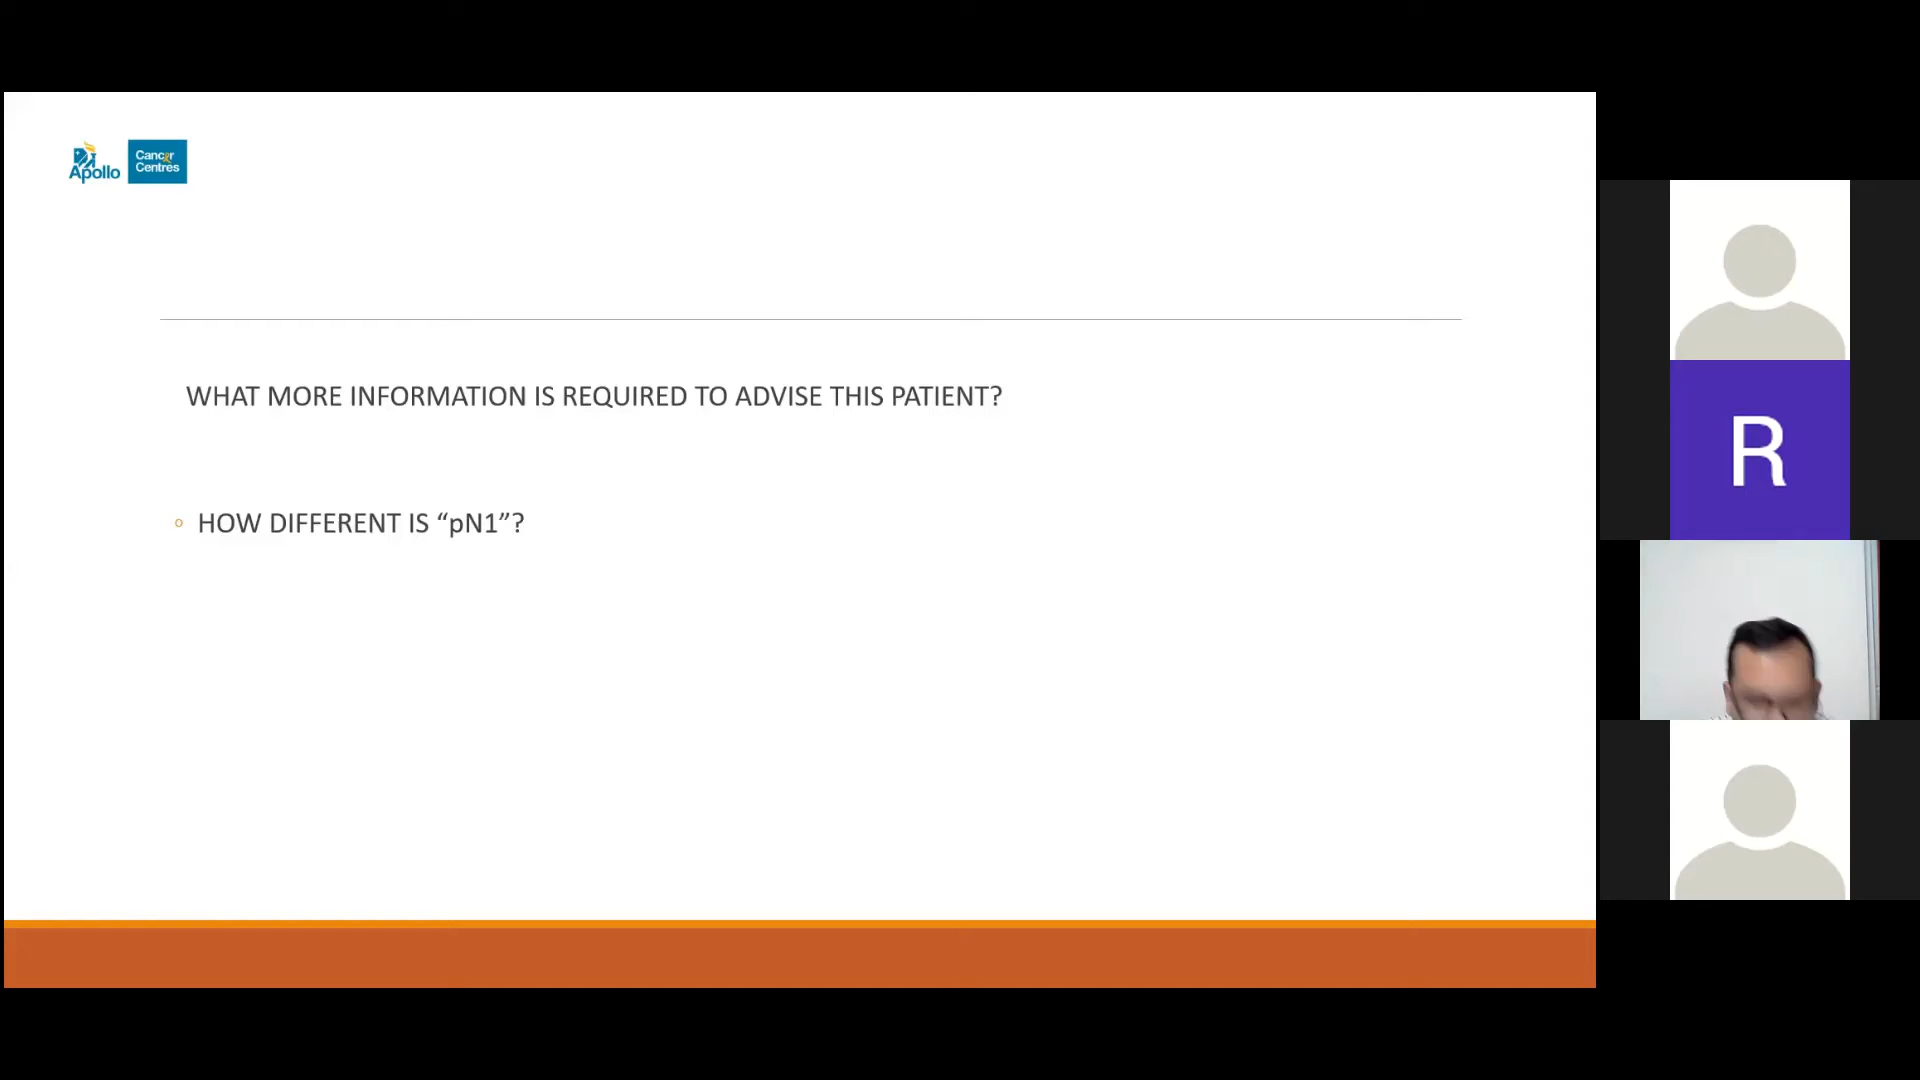 Apollo
Cancer
Centres
WHAT MORE INFORMATION IS REQUIRED TO ADVISE THIS PATIENT?
◦ HOW DIFFERENT IS “pN1”?
R